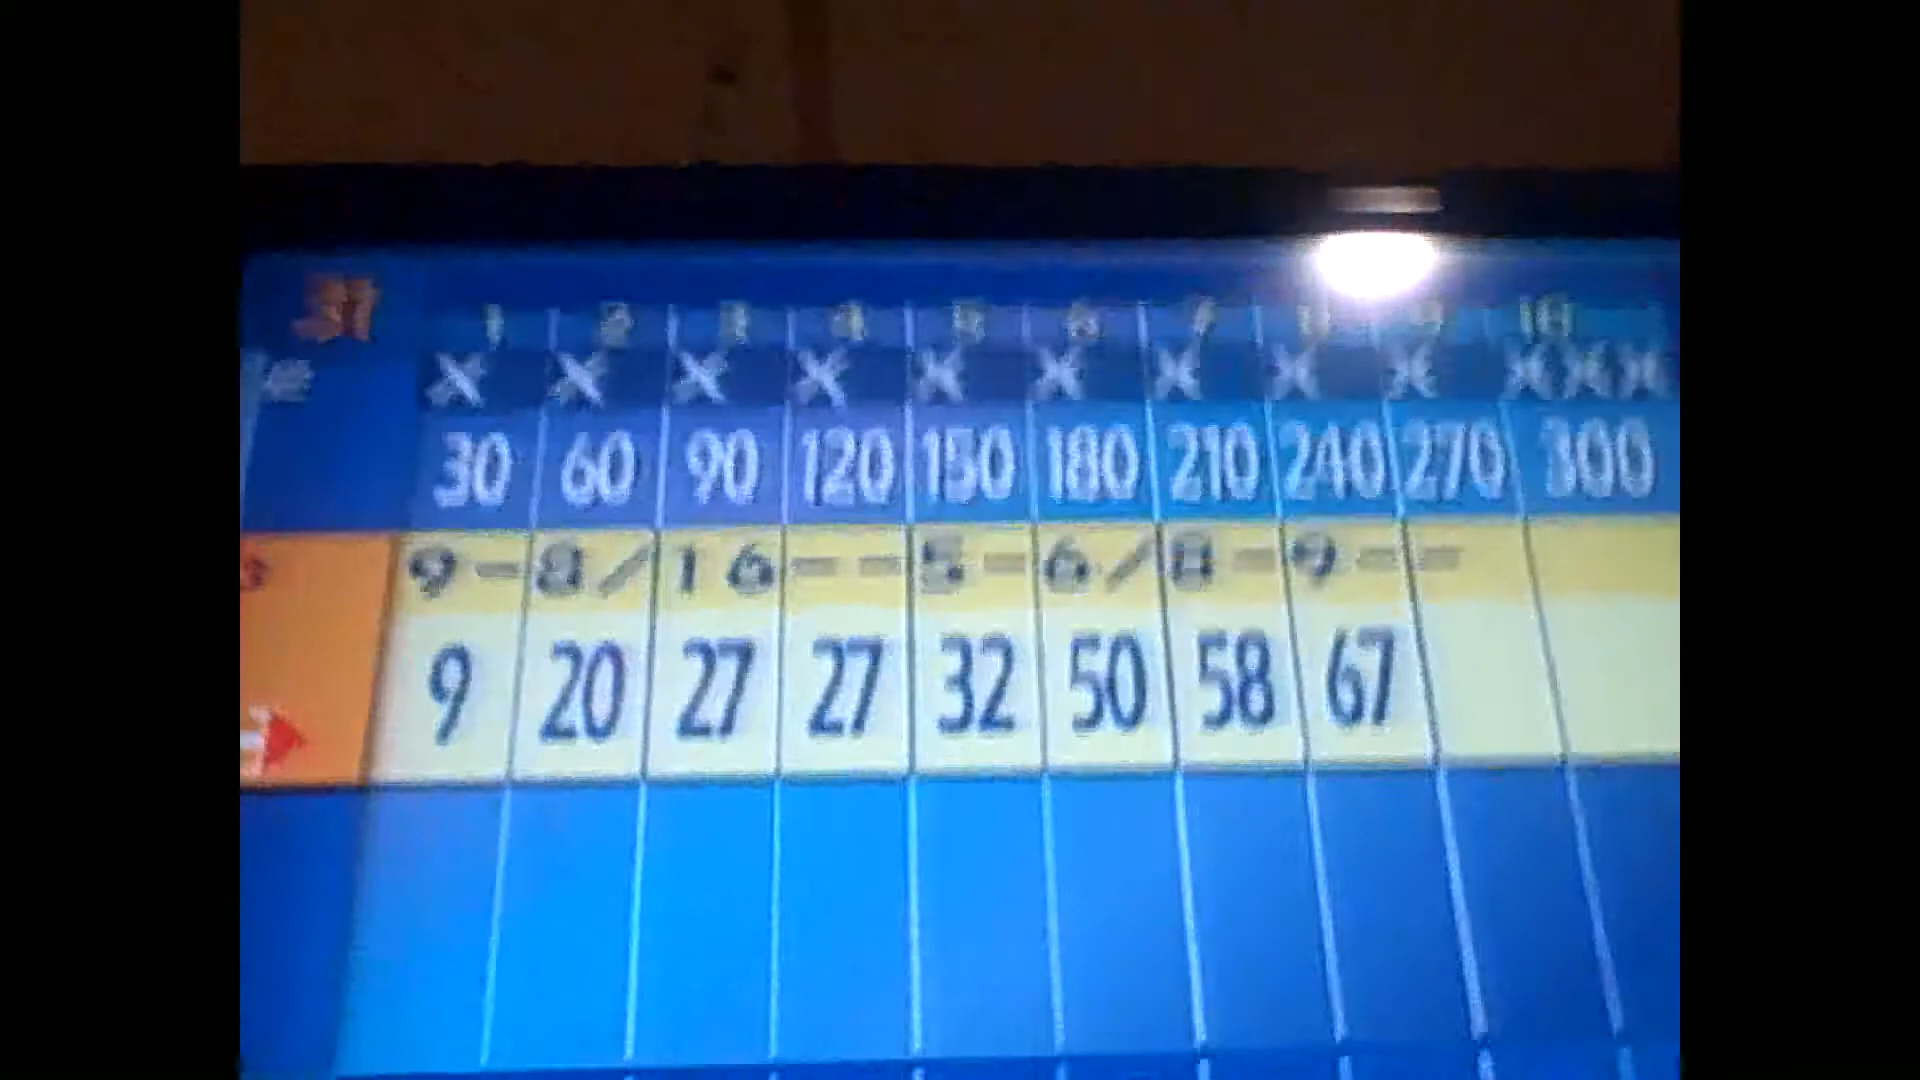 31
1 2 3 4 5 6 7 8 9 10
X X X X X X X X X XXX
30 60 90 120 150 180 210 240 270 300
9 - 8 / 1 6 - - 5 - 6 / 8 - 9 - -
9 20 27 27 32 50 58 67